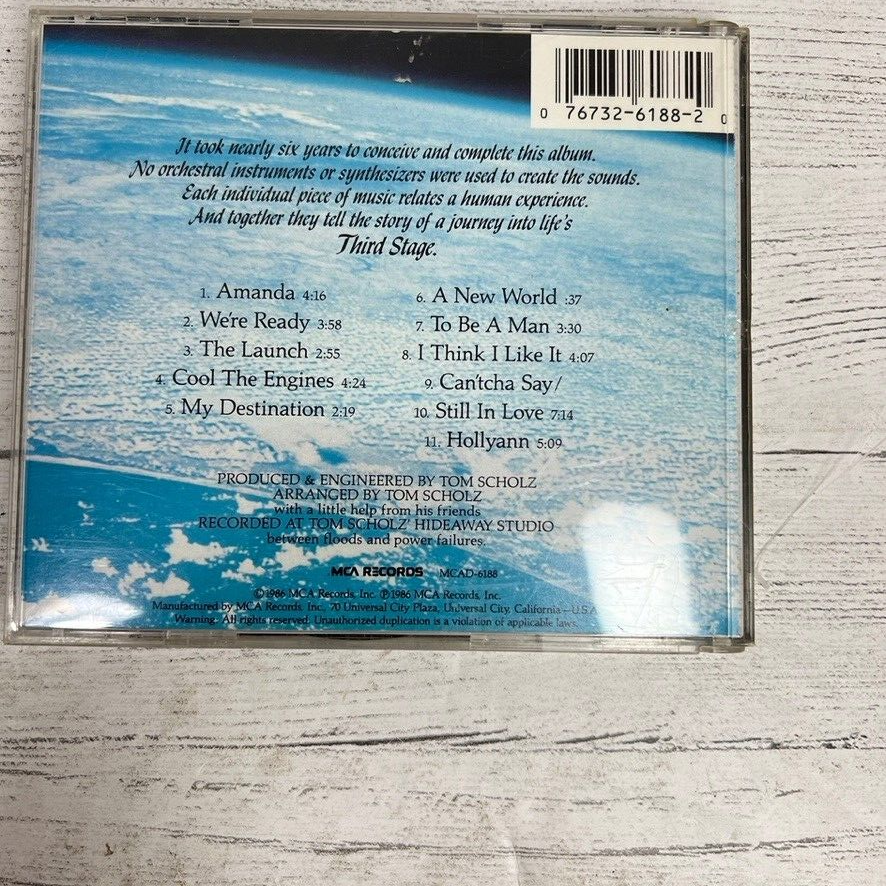 0 76732-6188-2 0
It took nearly six years to conceive and complete this album.
No orchestral instruments or synthesizers were used to create the sounds.
Each individual piece of music relates a human experience.
And together they tell the story of a journey into life's
Third Stage.
1. Amanda 4:16
2. We're Ready 3:58
3. The Launch 2:55
4. Cool The Engines 4:24
5. My Destination 2:19
6. A New World :37
7. To Be A Man 3:30
8. I Think I Like It 4:07
9. Can'tcha Say/
10. Still In Love 7:14
11. Hollyann 5:09
PRODUCED & ENGINEERED BY TOM SCHOLZ
ARRANGED BY TOM SCHOLZ
with a little help from his friends
RECORDED AT TOM SCHOLZ' HIDEAWAY STUDIO
between floods and power failures.
MCA RECORDS MCAD-6188
©1986 MCA Records, Inc. ℗1986 MCA Records, Inc.
Manufactured by MCA Records, Inc., 70 Universal City Plaza, Universal City, California—U.S.A
Warning: All rights reserved. Unauthorized duplication is a violation of applicable laws.